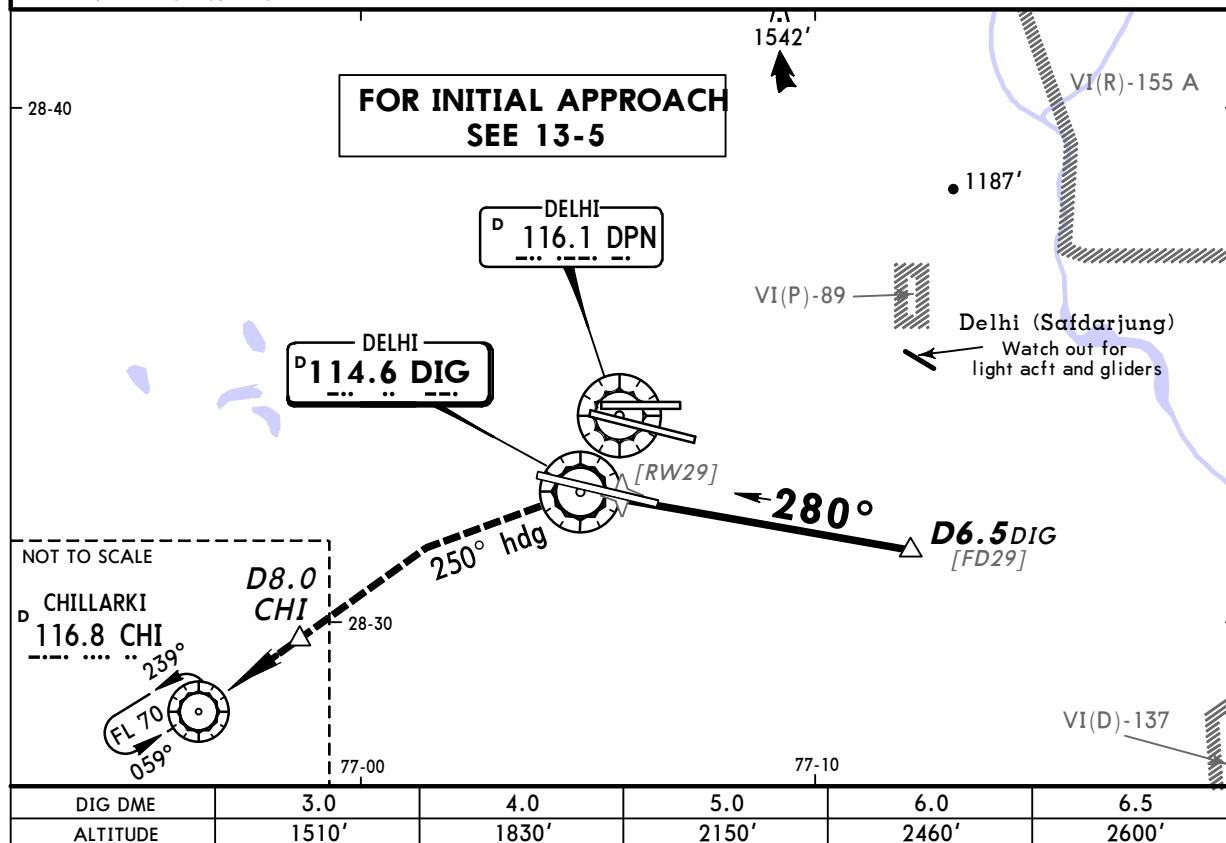 1542'
28-40
FOR INITIAL APPROACH
SEE 13-5
VI(R)-155 A
1187'
DELHI
D 116.1 DPN
VI(P)-89
Delhi (Safdarjung)
Watch out for
light acft and gliders
DELHI
D 114.6 DIG
[RW29]
280°
D6.5 DIG
[FD29]
250° hdg
NOT TO SCALE
D8.0
CHI
CHILLARKI
D 116.8 CHI
28-30
239°
FL 70
059°
VI(D)-137
77-00
77-10
DIG DME 3.0 4.0 5.0 6.0 6.5
ALTITUDE 1510' 1830' 2150' 2460' 2600'